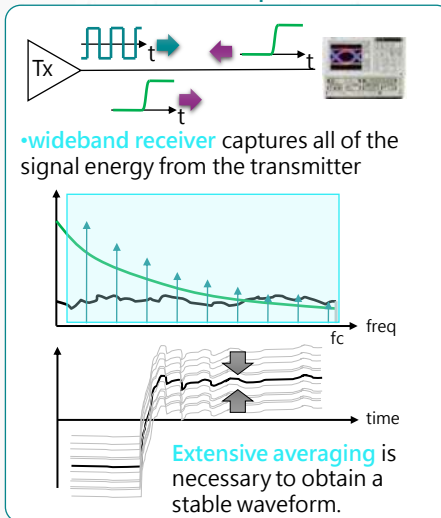 t
t
Tx
t
•wideband receiver captures all of the
signal energy from the transmitter
freq
fc
time
Extensive averaging is
necessary to obtain a
stable waveform.